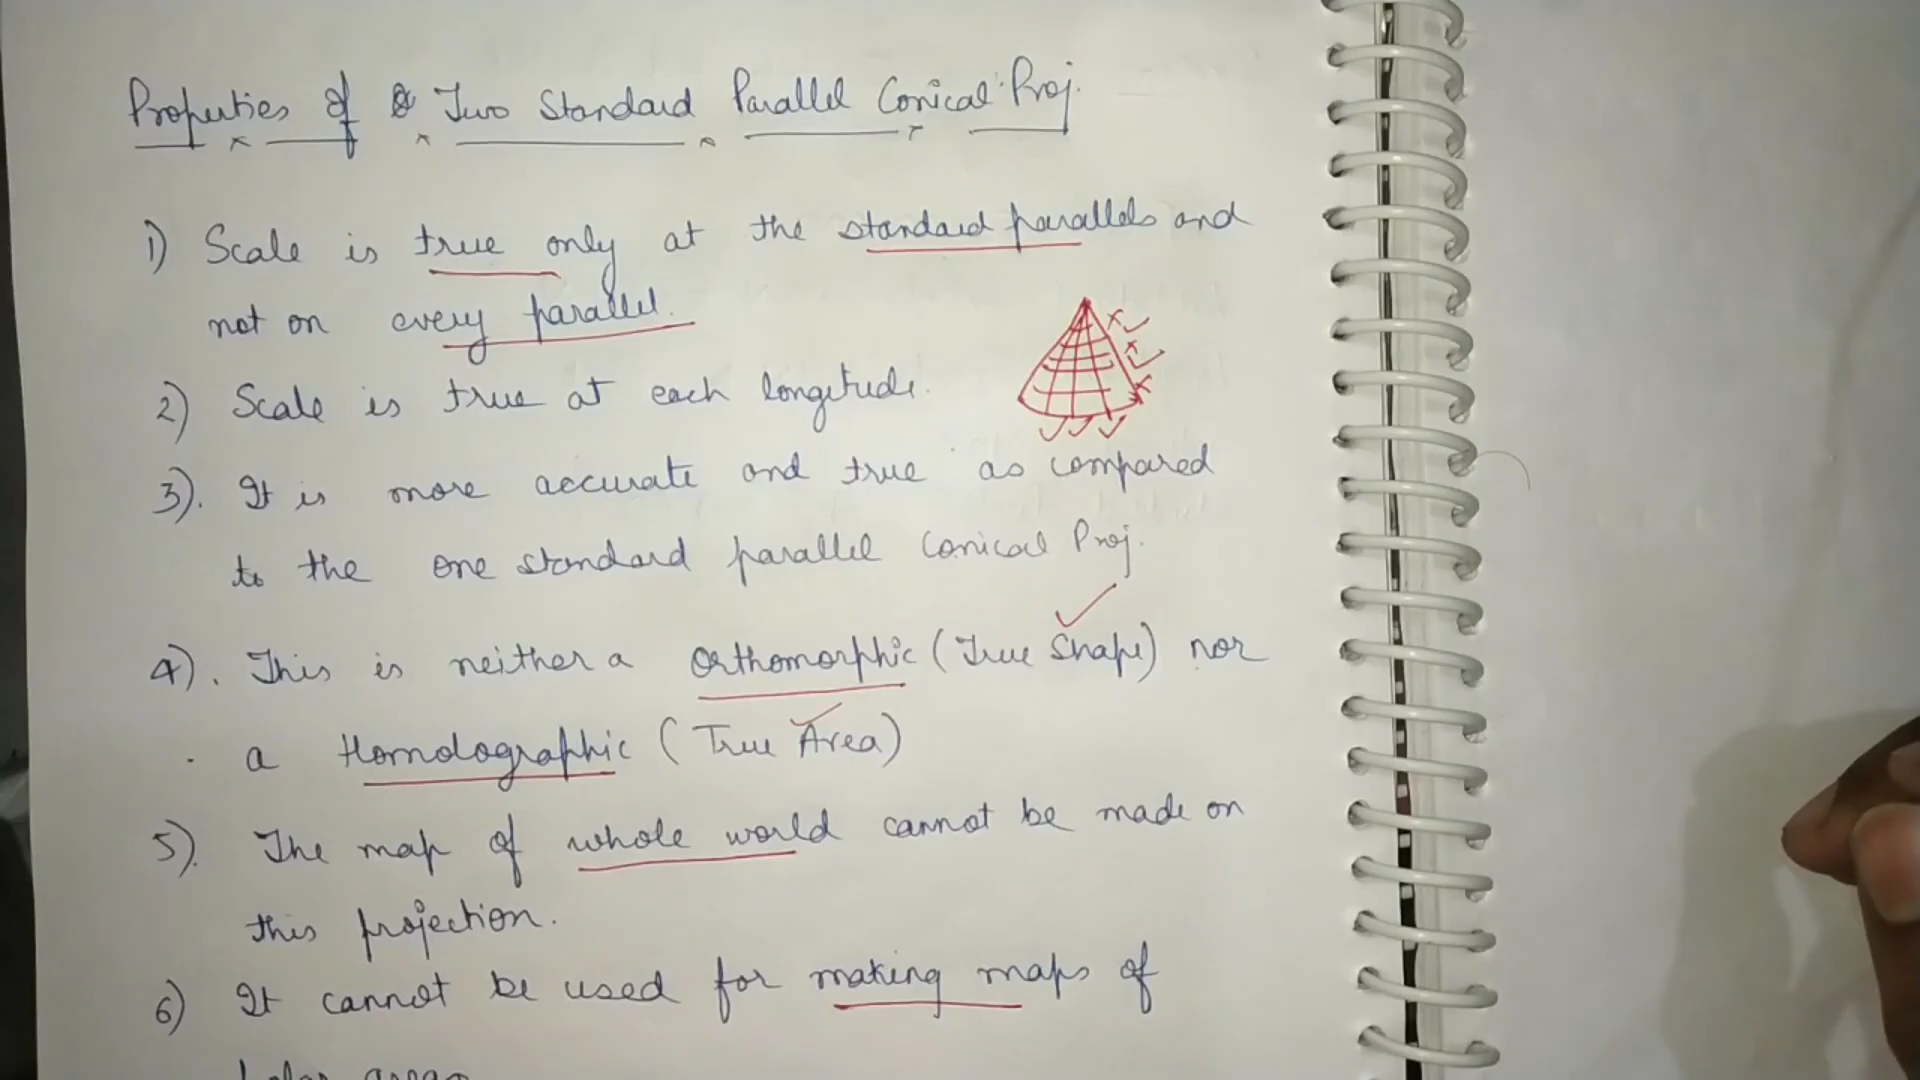 Properties of Two Standard Parallel Conical Proj.
1) Scale is true only at the standard parallels and
not on every parallel.
2) Scale is true at each longitude.
3). It is more accurate and true as compared
to the one standard parallel Conical Proj.
4). This is neither a Orthomorphic (True Shape) nor
a Homolographic (True Area)
5). The map of whole world cannot be made on
this projection.
6) It cannot be used for making maps of